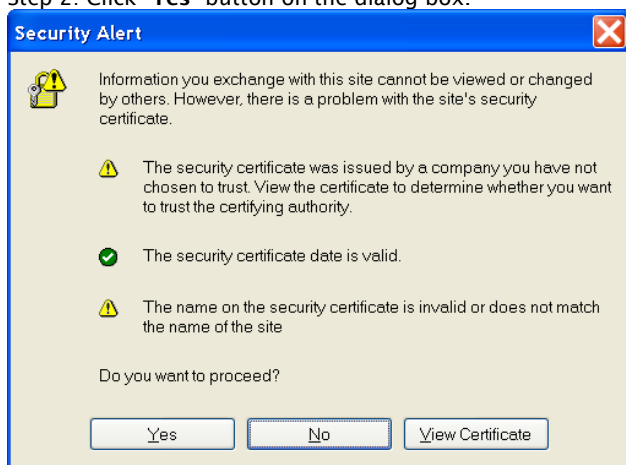 Step 2: Click "Yes" button on the dialog box.
Security Alert
Information you exchange with this site cannot be viewed or changed
by others. However, there is a problem with the site's security
certificate.
The security certificate was issued by a company you have not
chosen to trust. View the certificate to determine whether you want
to trust the certifying authority.
The security certificate date is valid.
The name on the security certificate is invalid or does not match
the name of the site
Do you want to proceed?
Yes No View Certificate